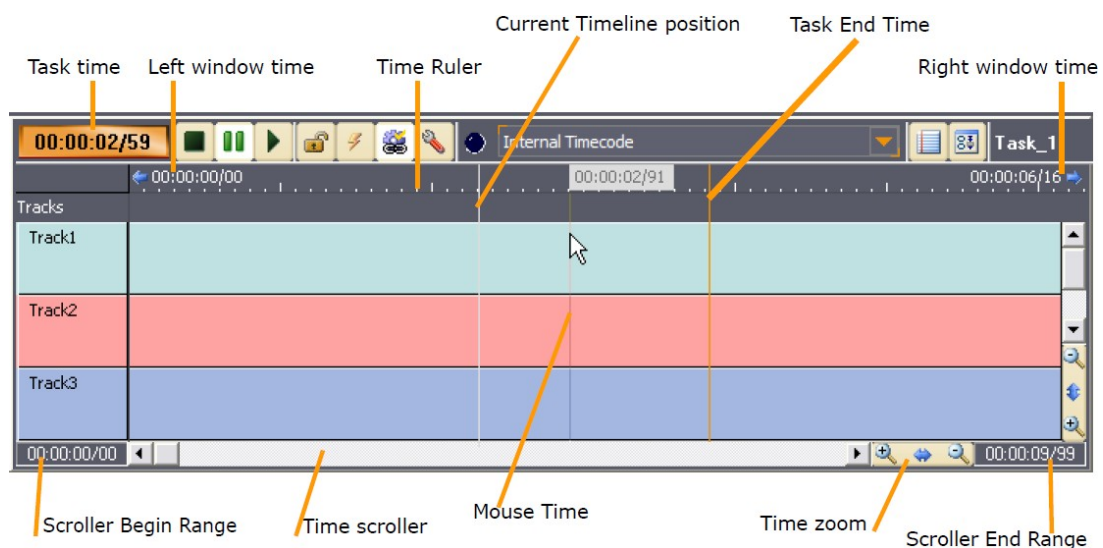 Current Timeline position
Task End Time
Task time
Left window time
Time Ruler
Right window time
00:00:02/59
Internal Timecode
Task_1
00:00:00/00
00:00:02/91
00:00:06/16
Tracks
Track1
Track2
Track3
00:00:00/00
00:00:09/99
Scroller Begin Range
Time scroller
Mouse Time
Time zoom
Scroller End Range